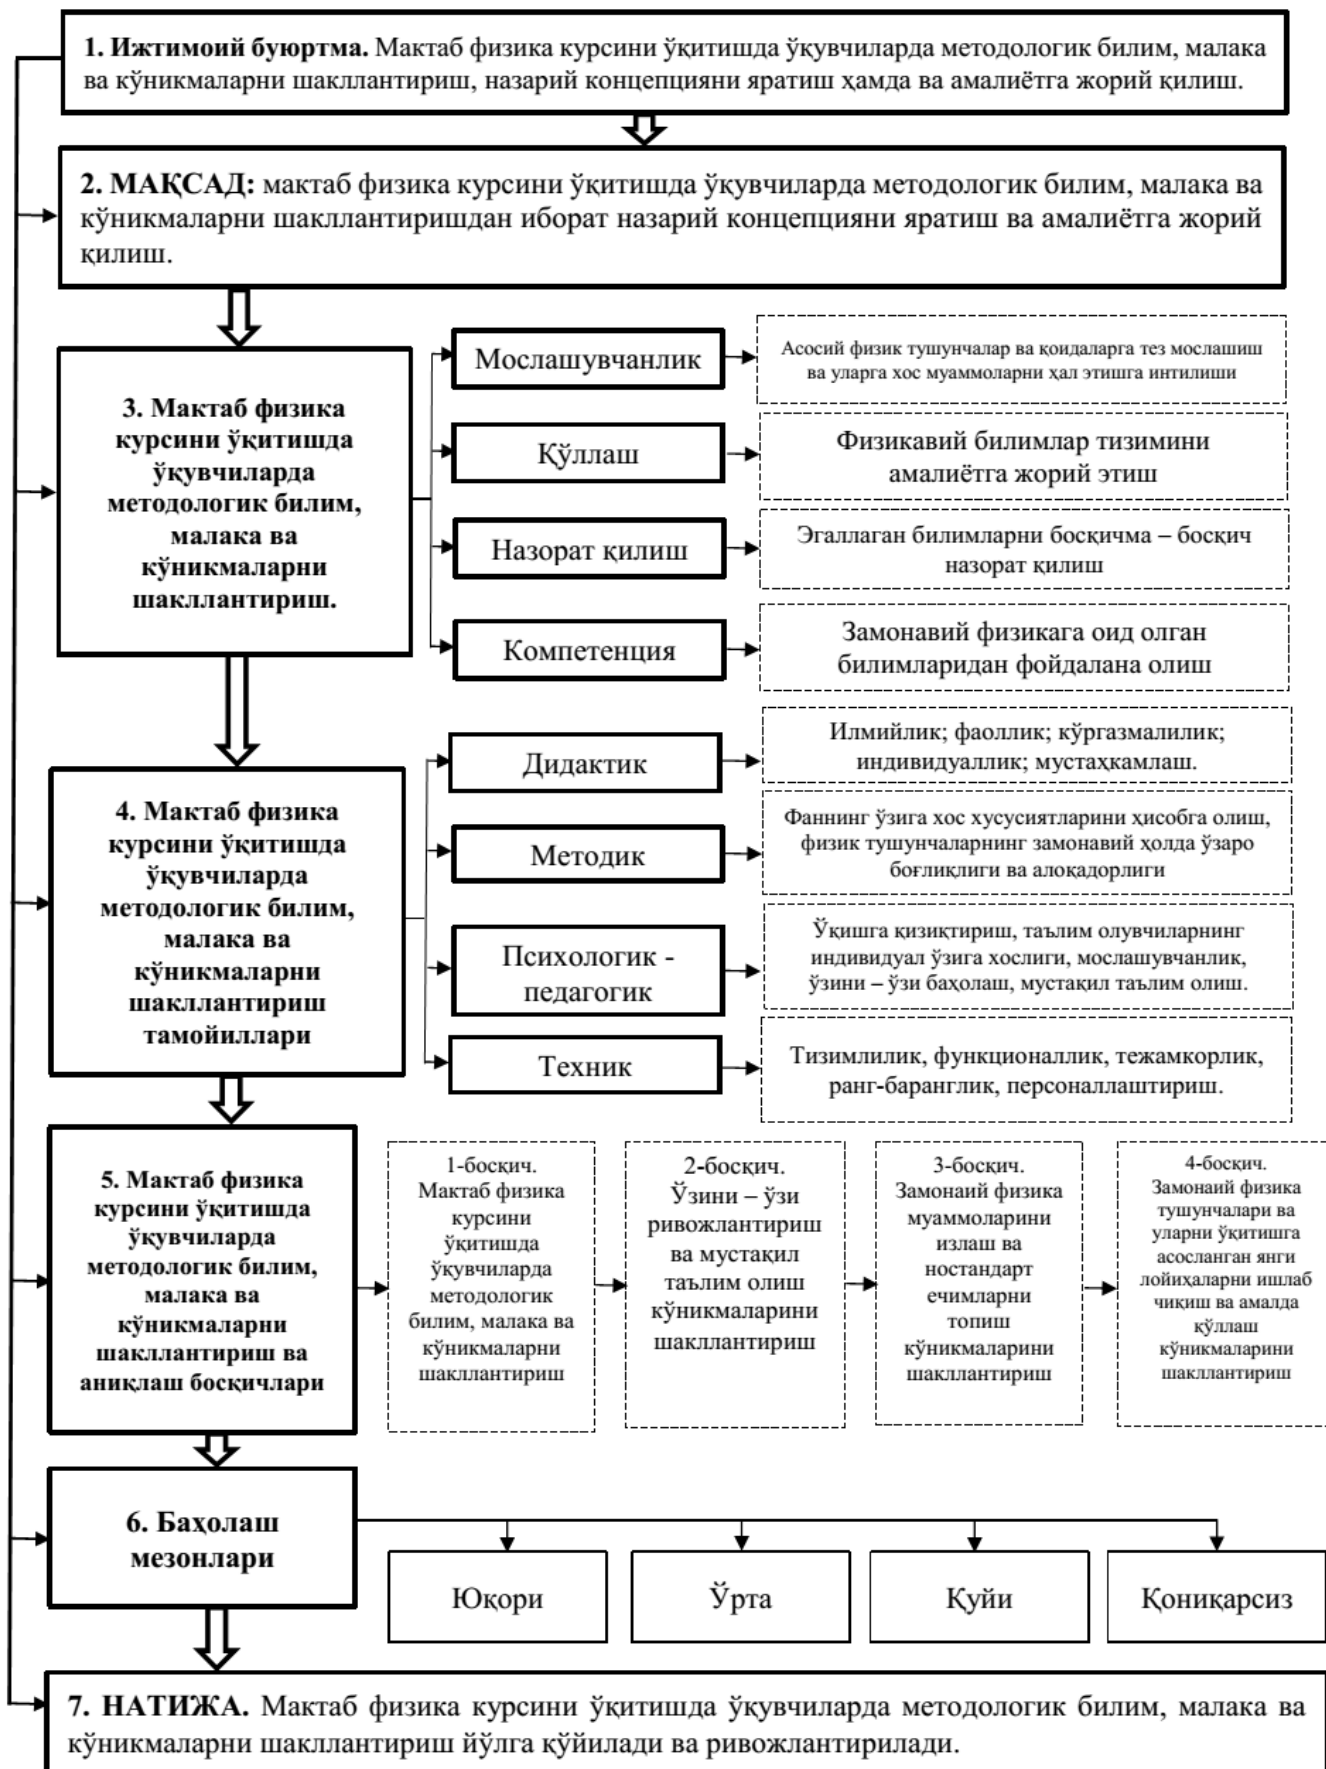 1. Ижтимоий буюртма. Мактаб физика курсини ўқитишда ўқувчиларда методологик билим, малака
ва кўникмаларни шакллантириш, назарий концепцияни яратиш ҳамда ва амалиётга жорий қилиш.
2. МАҚСАД: мактаб физика курсини ўқитишда ўқувчиларда методологик билим, малака ва
кўникмаларни шакллантиришдан иборат назарий концепцияни яратиш ва амалиётга жорий
қилиш.
3. Мактаб физика
курсини ўқитишда
ўқувчиларда
методологик билим,
малака ва
кўникмаларни
шакллантириш.
Мослашувчанлик
Асосий физик тушунчалар ва қоидаларга тез мослашиш
ва уларга хос муаммоларни ҳал этишга интилиши
Қўллаш
Физикавий билимлар тизимини
амалиётга жорий этиш
Назорат қилиш
Эгаллаган билимларни босқичма – босқич
назорат қилиш
Компетенция
Замонавий физикага оид олган
билимларидан фойдалана олиш
4. Мактаб физика
курсини ўқитишда
ўқувчиларда
методологик билим,
малака ва
кўникмаларни
шакллантириш
тамойиллари
Дидактик
Илмийлик; фаоллик; кўргазмалилик;
индивидуаллик; мустаҳкамлаш.
Методик
Фаннинг ўзига хос хусусиятларини ҳисобга олиш,
физик тушунчаларнинг замонавий ҳолда ўзаро
боғлиқлиги ва алоқадорлиги
Психологик -
педагогик
Ўқишга қизиқтириш, таълим олувчиларнинг
индивидуал ўзига хослиги, мослашувчанлик,
ўзини – ўзи баҳолаш, мустақил таълим олиш.
Техник
Тизимлилик, функционаллик, тежамкорлик,
ранг-баранглик, персоналлаштириш.
5. Мактаб физика
курсини ўқитишда
ўқувчиларда
методологик билим,
малака ва
кўникмаларни
шакллантириш ва
аниқлаш босқичлари
1-босқич.
Мактаб физика
курсини
ўқитишда
ўқувчиларда
методологик
билим, малака ва
кўникмаларни
шакллантириш
2-босқич.
Ўзини – ўзи
ривожлантириш
ва мустақил
таълим олиш
кўникмаларини
шакллантириш
3-босқич.
Замонаий физика
муаммоларини
излаш ва
ностандарт
ечимларни
топиш
кўникмаларини
шакллантириш
4-босқич.
Замонаий физика
тушунчалари ва
уларни ўқитишга
асосланган янги
лойиҳаларни ишлаб
чиқиш ва амалда
қўллаш
кўникмаларини
шакллантириш
6. Баҳолаш
мезонлари
Юқори
Ўрта
Қуйи
Қониқарсиз
7. НАТИЖА. Мактаб физика курсини ўқитишда ўқувчиларда методологик билим, малака ва
кўникмаларни шакллантириш йўлга қўйилади ва ривожлантирилади.